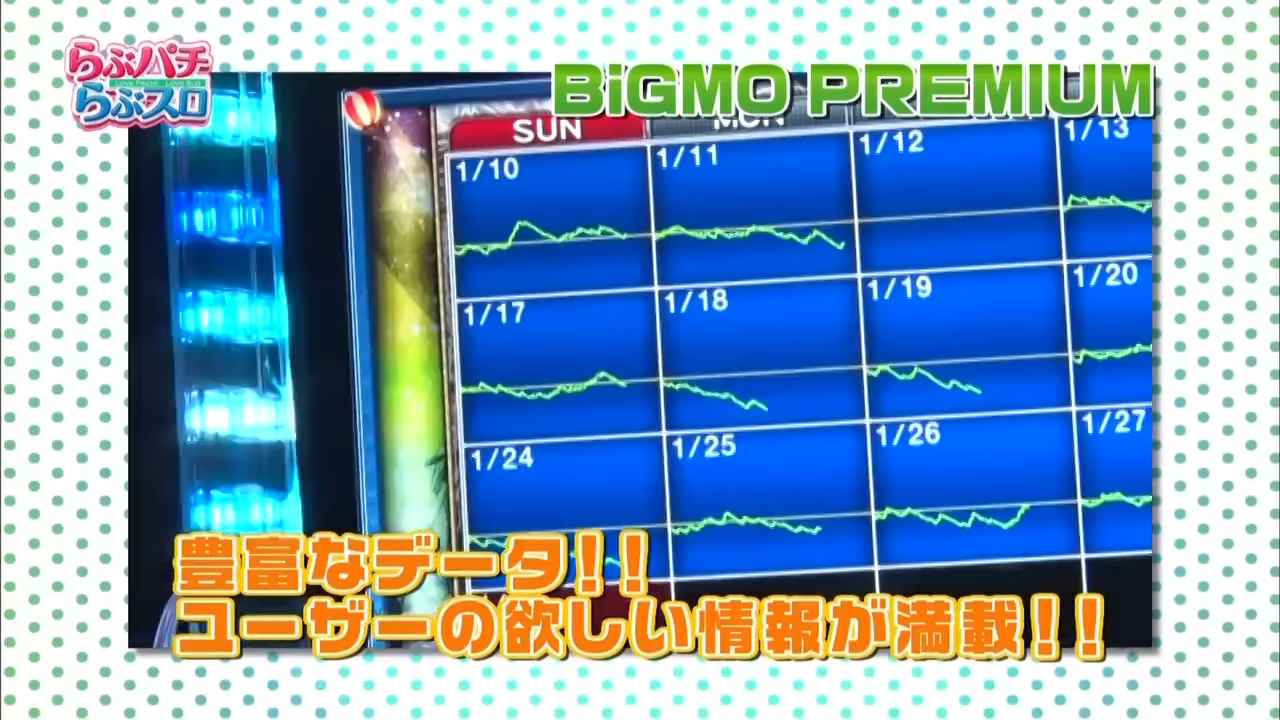 らぶパチ
らぶスロ
BiGMO PREMIUM
SUN
MON
1/10
1/11
1/12
1/13
1/17
1/18
1/19
1/20
1/24
1/25
1/26
1/27
豊富なデータ!!
ユーザーの欲しい情報が満載!!